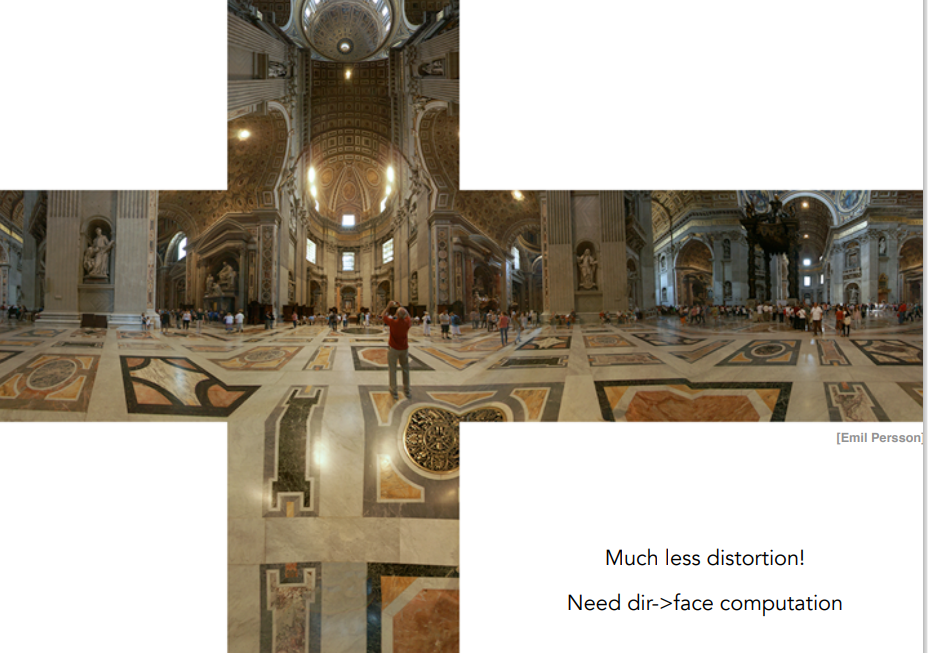 [Emil Persson]
Much less distortion!
Need dir->face computation